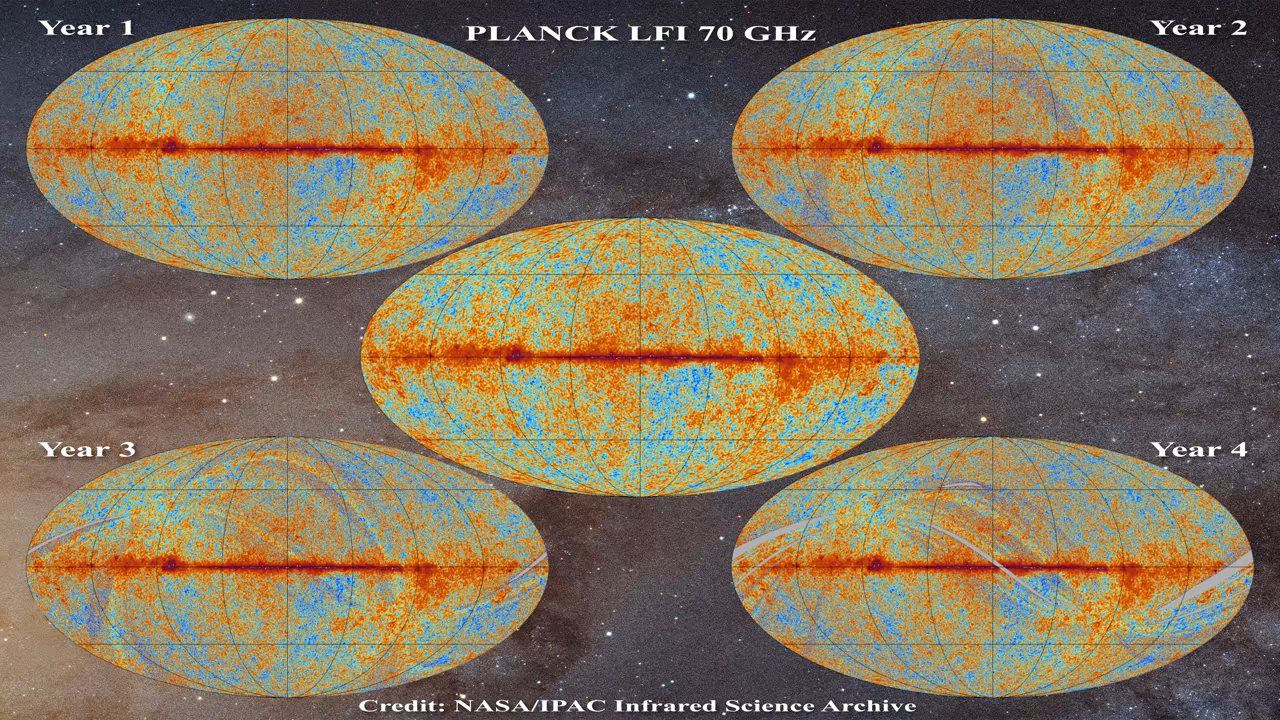 Year 1
PLANCK LFI 70 GHz
Year 2
Year 3
Year 4
Credit: NASA/IPAC Infrared Science Archive